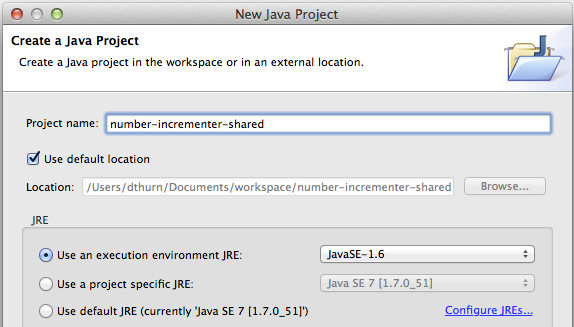 New Java Project
Create a Java Project
Create a Java project in the workspace or in an external location.
Project name: number-incrementer-shared
Use default location
Location: /Users/dthurn/Documents/workspace/number-incrementer-shared Browse...
JRE
Use an execution environment JRE: JavaSE-1.6
Use a project specific JRE: Java SE 7 [1.7.0_51]
Use default JRE (currently 'Java SE 7 [1.7.0_51]') Configure JREs...